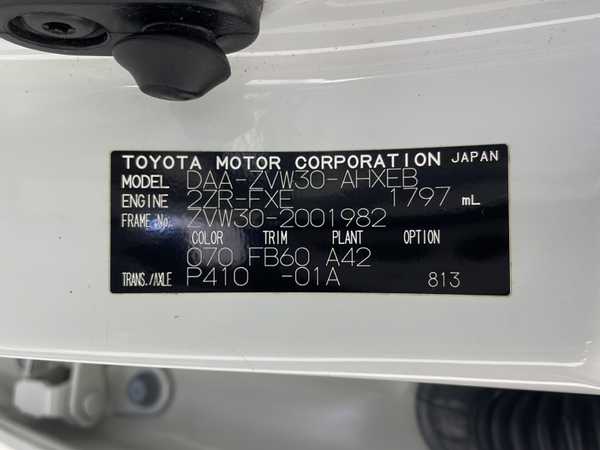 TOYOTA MOTOR CORPORATION JAPAN
MODEL DAA-ZVW30-AHXEB
ENGINE 2ZR-FXE 1797 mL
FRAME No. ZVW30-2001982
COLOR TRIM PLANT OPTION
070 FB60 A42
TRANS./AXLE P410 -01A 813